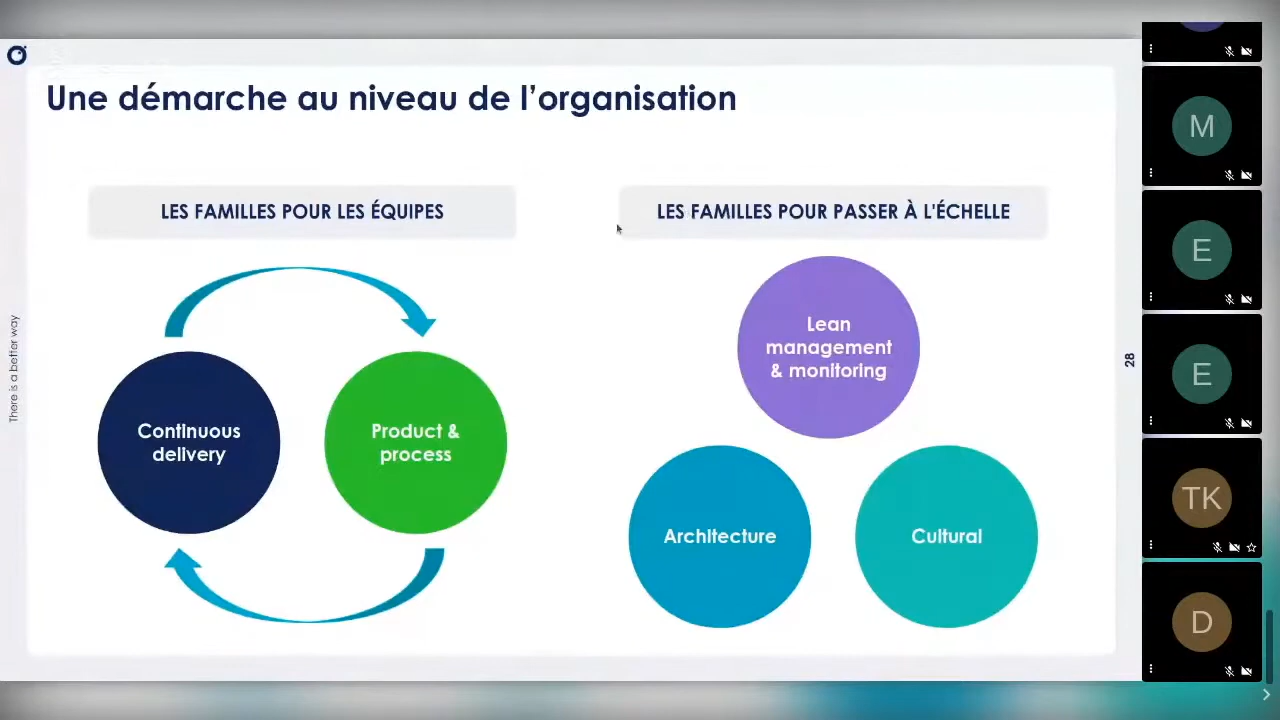 Une démarche au niveau de l’organisation
LES FAMILLES POUR LES ÉQUIPES
Continuous
delivery
Product &
process
LES FAMILLES POUR PASSER À L'ÉCHELLE
Lean
management
& monitoring
Architecture
Cultural
There is a better way
28
M
E
E
TK
D